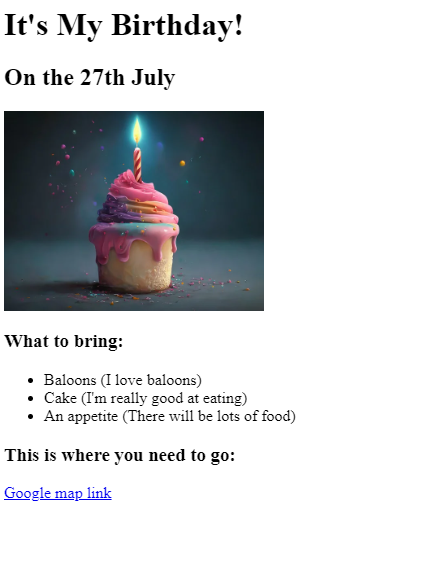 It's My Birthday!
On the 27th July
What to bring:
Baloons (I love baloons)
Cake (I'm really good at eating)
An appetite (There will be lots of food)
This is where you need to go:
Google map link